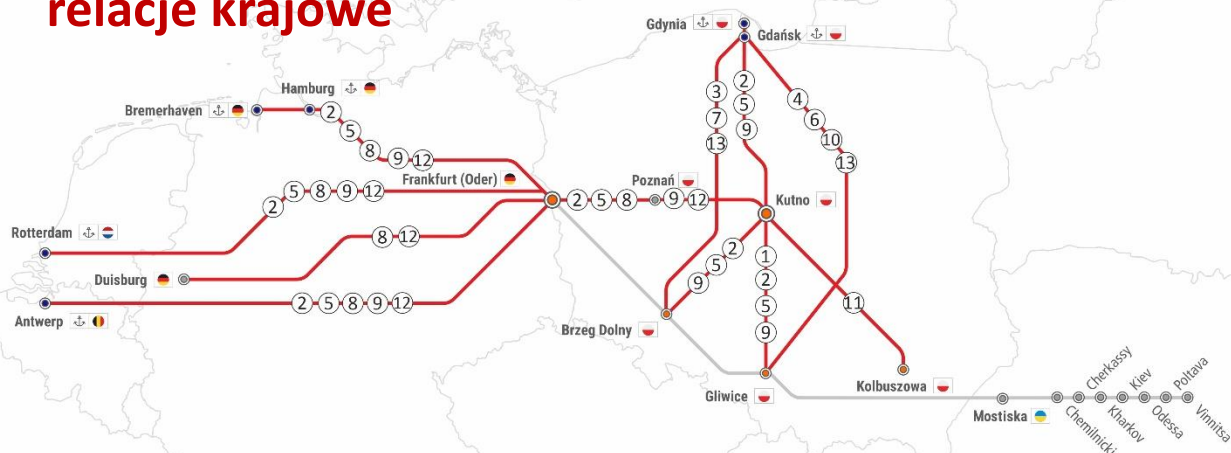 relacje krajowe
Gdynia
Gdańsk
3
7
13
2
5
9
4
6
10
13
Hamburg
Bremerhaven
2
5
8
9
12
Frankfurt (Oder)
2
5
8
9
12
Poznań
2
5
8
9
12
Kutno
Rotterdam
8
12
Duisburg
2
5
8
9
12
Antwerp
2
5
9
1
2
5
9
11
Brzeg Dolny
Gliwice
Kolbuszowa
Mostiska
Chemilnicki
Cherkassy
Kharkov
Kiev
Odessa
Poltava
Vinnitsa